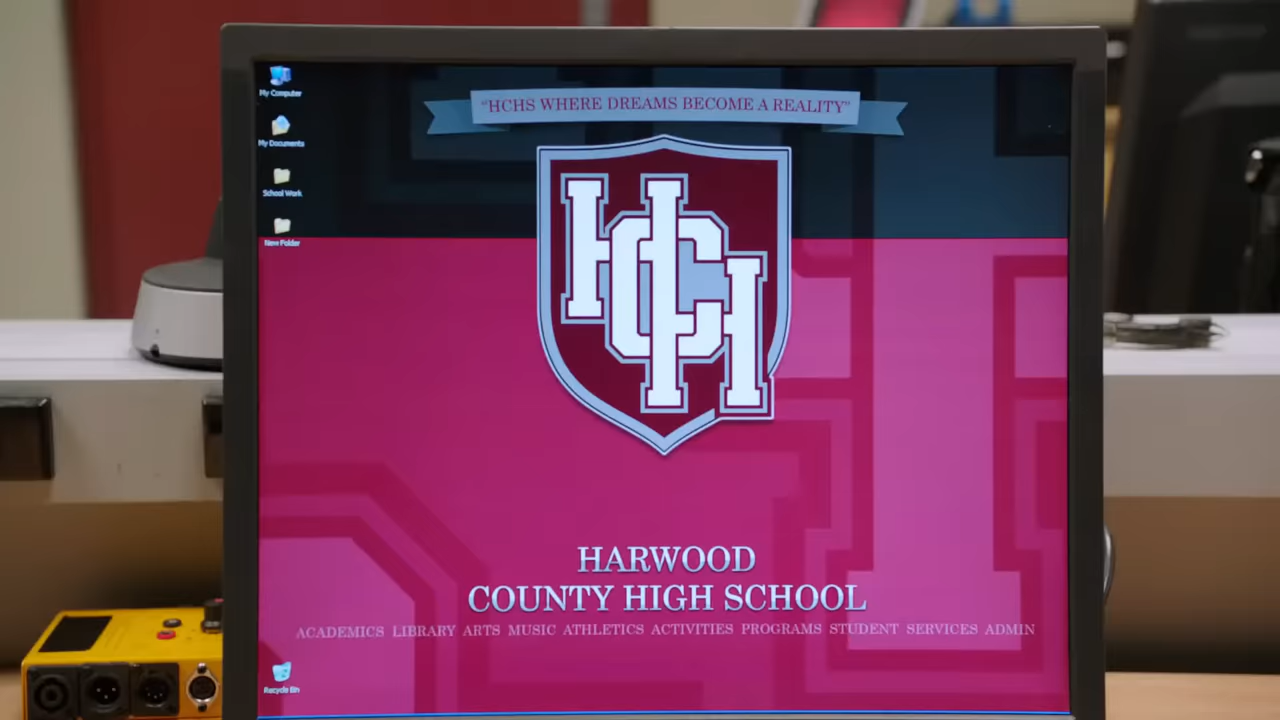 My Computer
My Documents
School Work
New Folder
"HCHS WHERE DREAMS BECOME A REALITY"
HCH
HARWOOD
COUNTY HIGH SCHOOL
ACADEMICS LIBRARY ARTS MUSIC ATHLETICS ACTIVITIES PROGRAMS STUDENT SERVICES ADMIN
Recycle Bin